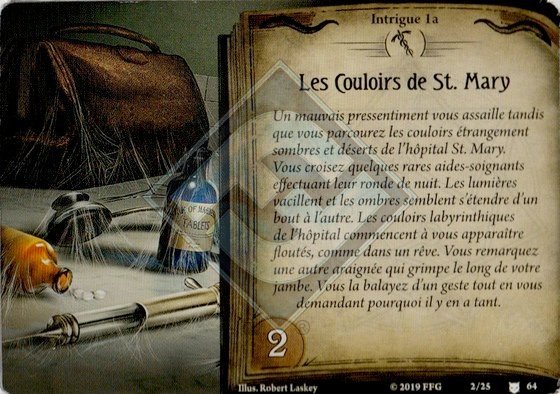 Intrigue 1a
Les Couloirs de St. Mary
Un mauvais pressentiment vous assaille tandis
que vous parcourez les couloirs étrangement
sombres et déserts de l'hôpital St. Mary.
Vous croisez quelques rares aides-soignants
effectuant leur ronde de nuit. Les lumières
vacillent et les ombres semblent s'étendre d'un
bout à l'autre. Les couloirs labyrinthiques
de l'hôpital commencent à vous apparaître
floutés, comme dans un rêve. Vous remarquez
une autre araignée qui grimpe le long de votre
jambe. Vous la balayez d'un geste tout en vous
demandant pourquoi il y en a tant.
TABLETS
2
Illus. Robert Laskey © 2019 FFG 2/25 64